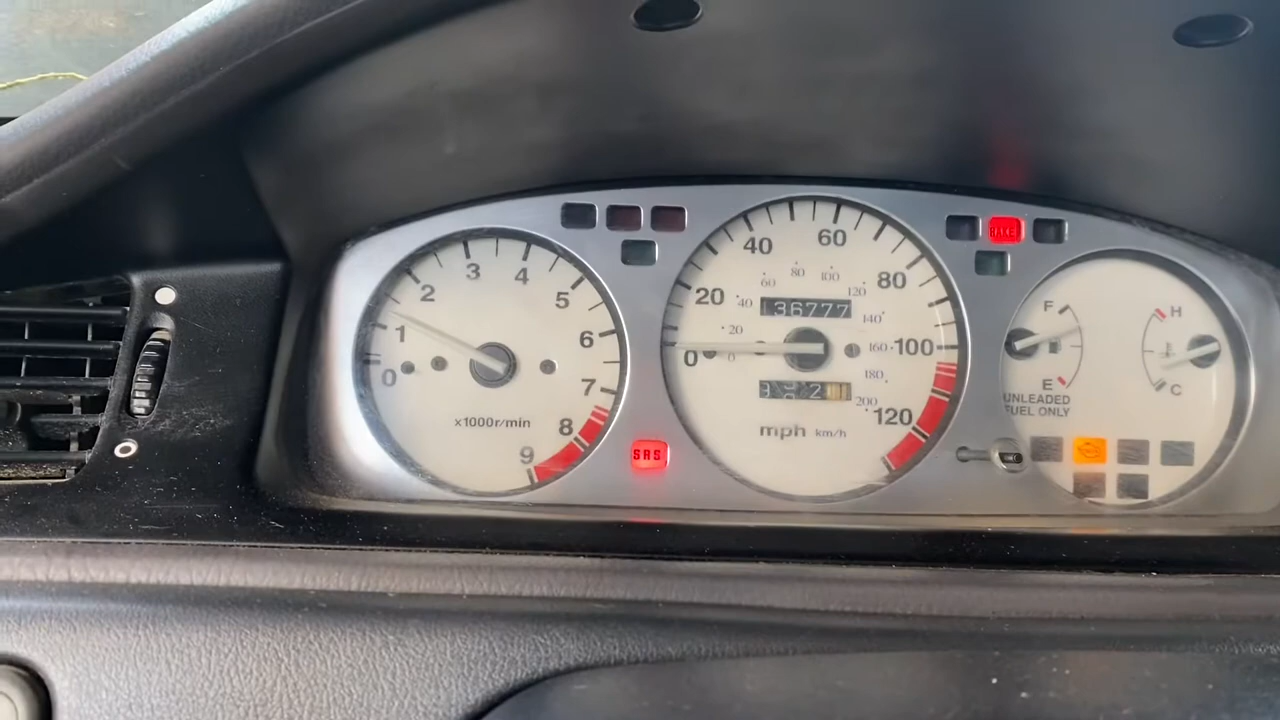 0 1 2 3 4 5 6 7 8 9
x1000r/min
SRS
0 20 40 60 80 100 120
0 20 40 60 80 100 120 140 160 180 200
36777
mph km/h
F
E
UNLEADED
FUEL ONLY
H
C